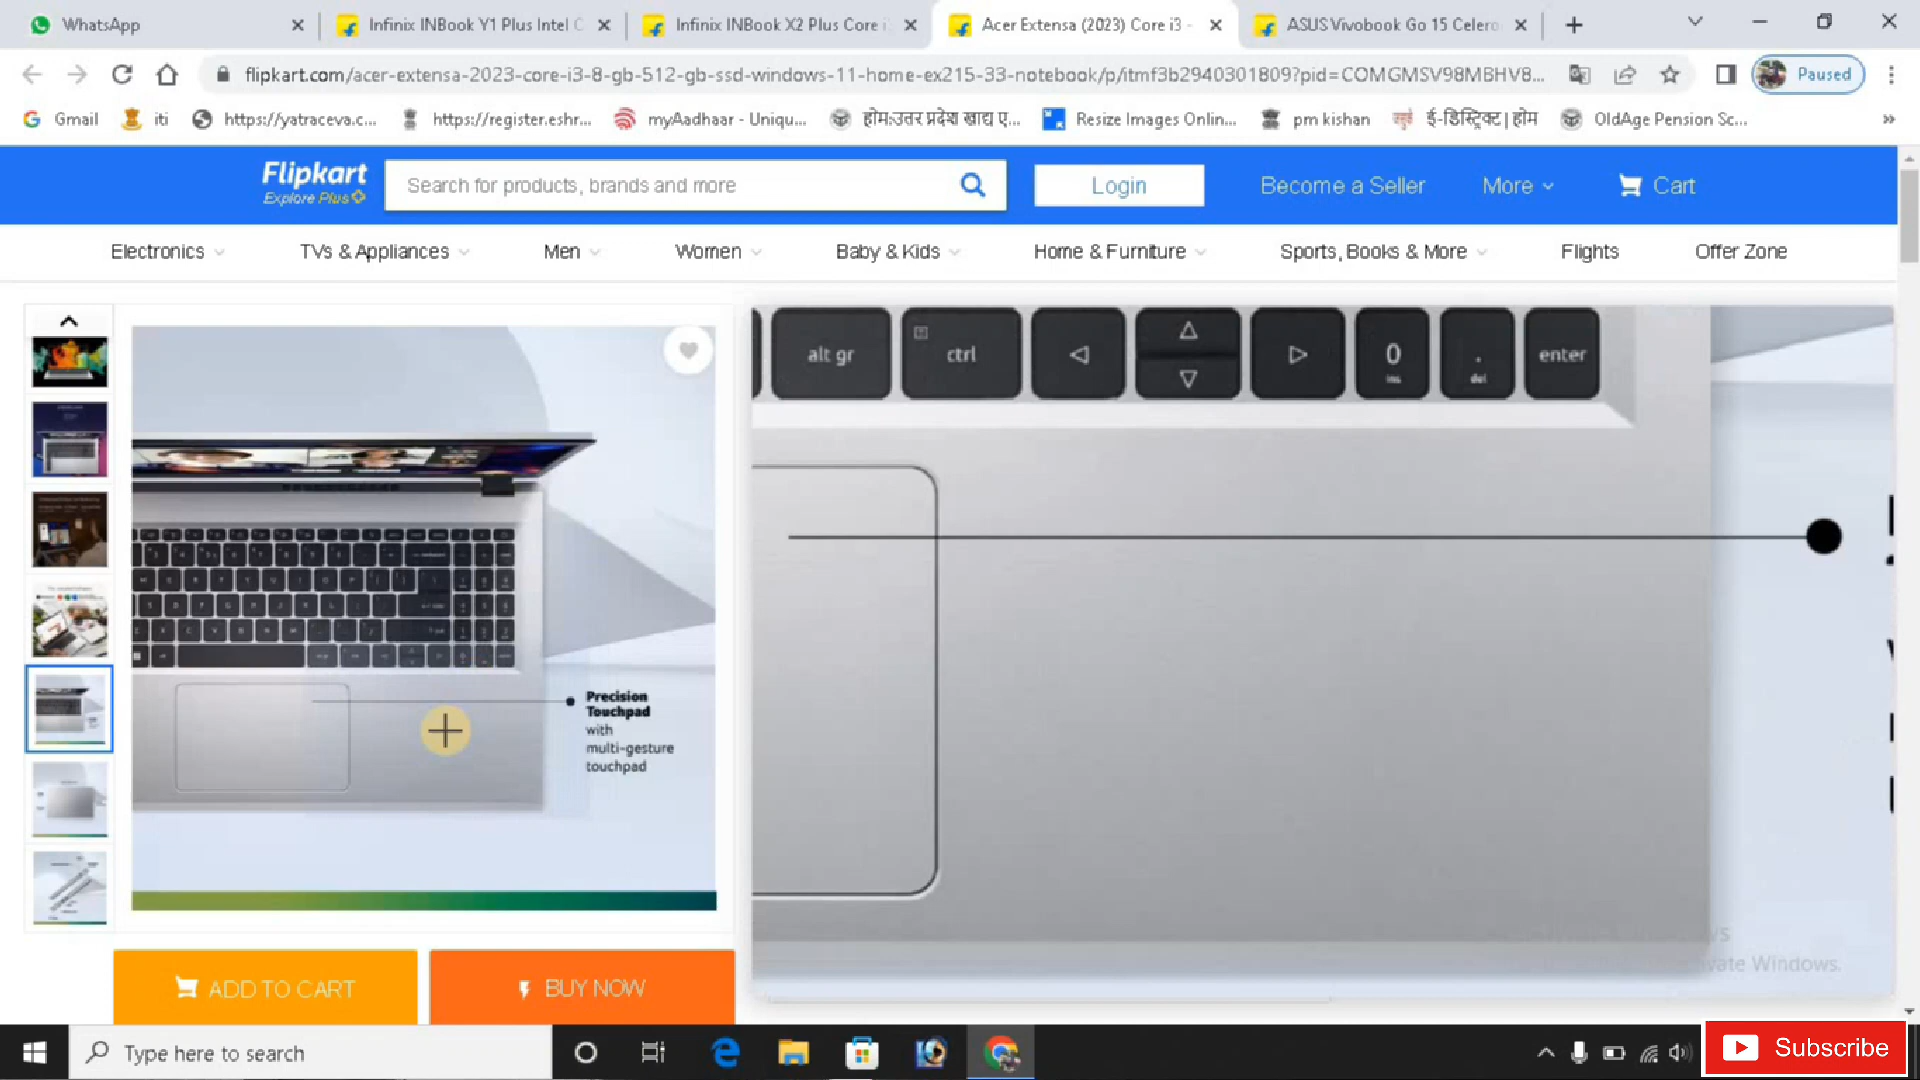 WhatsApp
Infinix INBook Y1 Plus Intel C
Infinix INBook X2 Plus Core i
Acer Extensa (2023) Core i3 -
ASUS Vivobook Go 15 Celero
flipkart.com/acer-extensa-2023-core-i3-8-gb-512-gb-ssd-windows-11-home-ex215-33-notebook/p/itmf3b2940301809?pid=COMGMSV98MBHV8...
Paused
Gmail
iti
https://yatraceva.c...
https://register.eshr...
myAadhaar - Uniqu...
होम:उत्तर प्रदेश खाद्य ए...
Resize Images Onlin...
pm kishan
ई-डिस्ट्रिक्ट | होम
OldAge Pension Sc...
Flipkart
Explore Plus
Search for products, brands and more
Login
Become a Seller
More
Cart
Electronics
TVs & Appliances
Men
Women
Baby & Kids
Home & Furniture
Sports, Books & More
Flights
Offer Zone
alt gr
ctrl
0
ins
.
del
enter
Precision
Touchpad
with
multi-gesture
touchpad
vate Windows.
ADD TO CART
BUY NOW
Type here to search
Subscribe